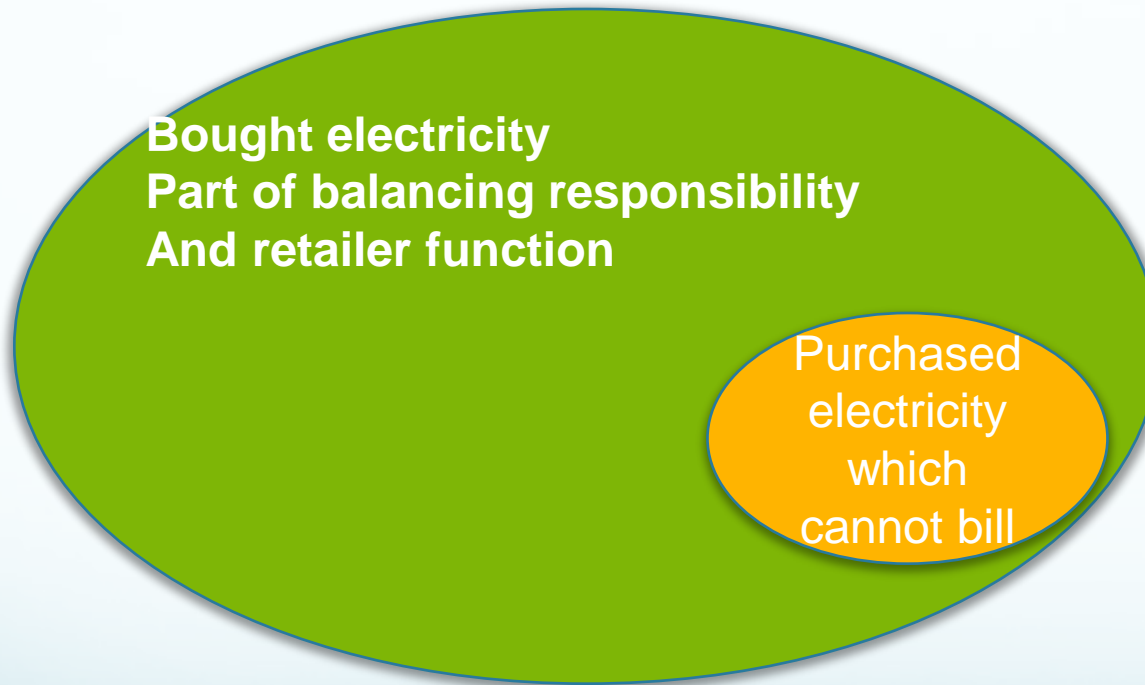 Bought electricity
Part of balancing responsibility
And retailer function
Purchased
electricity
which
cannot bill